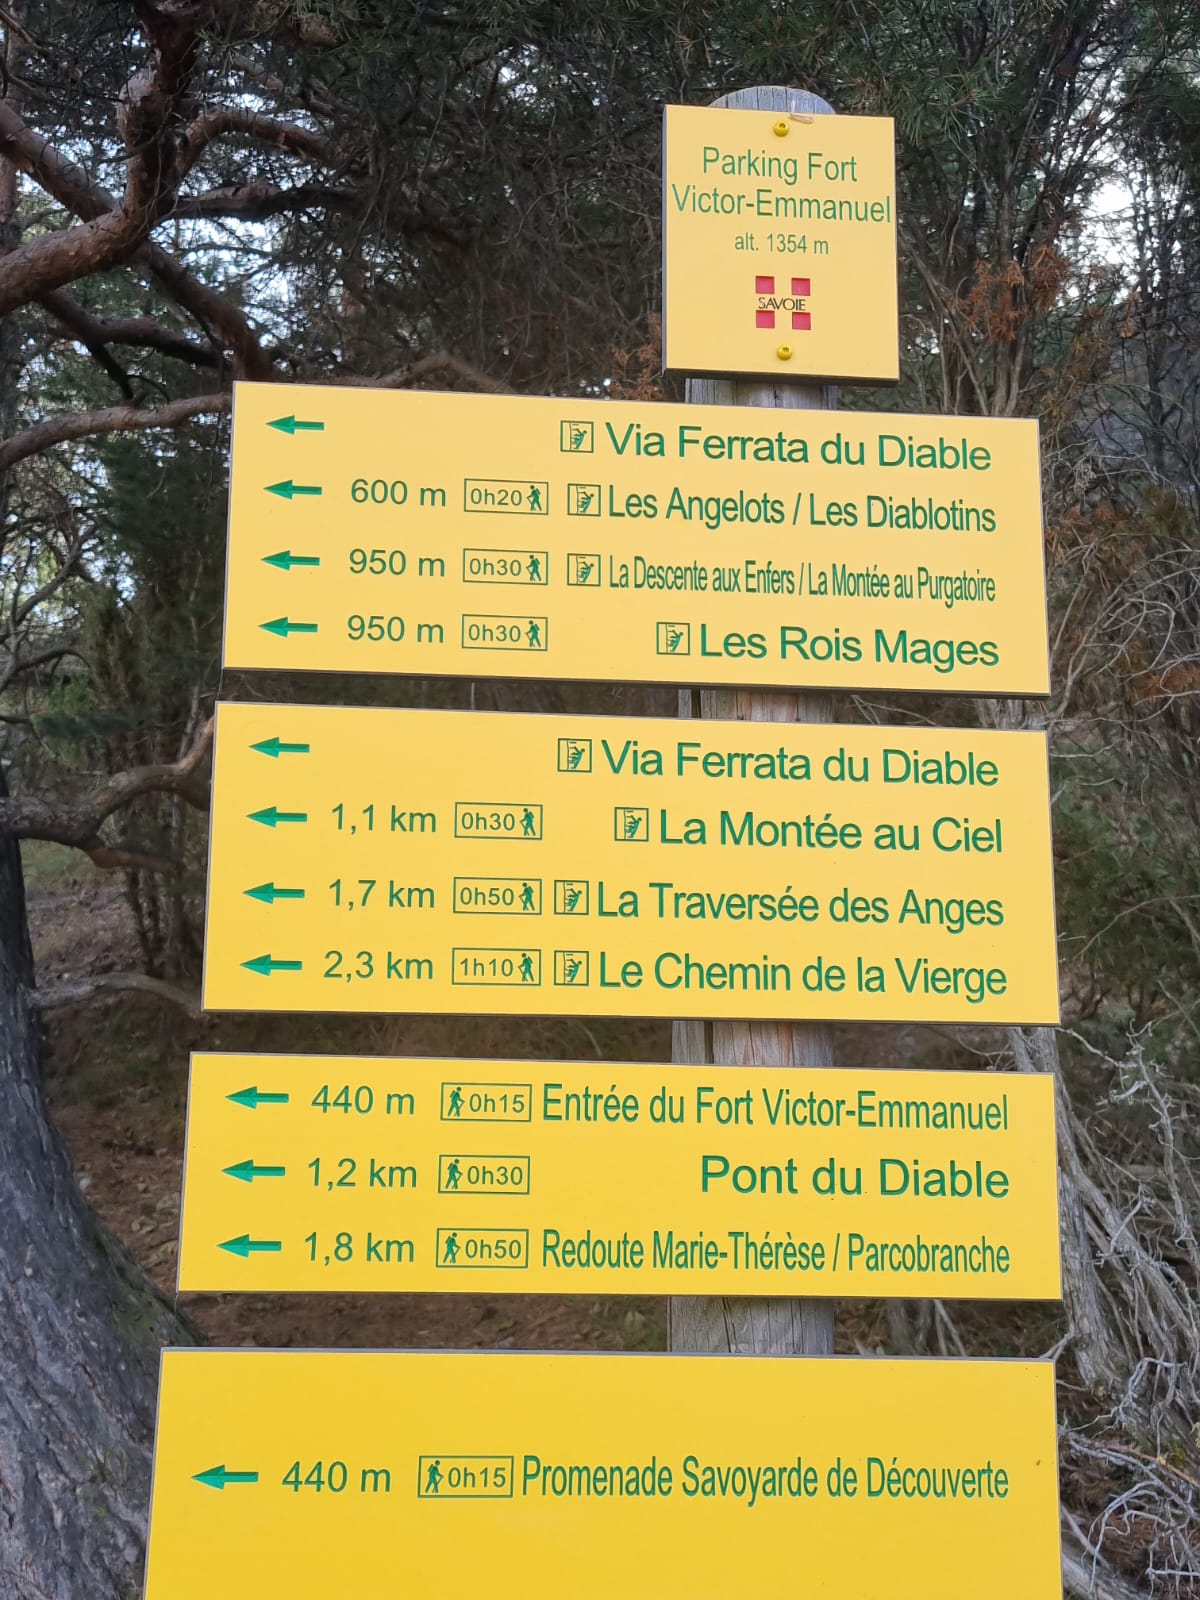 Parking Fort
Victor-Emmanuel
alt. 1354 m
SAVOIE
Via Ferrata du Diable
600 m 0h20 Les Angelots / Les Diablotins
950 m 0h30 La Descente aux Enfers / La Montée au Purgatoire
950 m 0h30 Les Rois Mages
Via Ferrata du Diable
1,1 km 0h30 La Montée au Ciel
1,7 km 0h50 La Traversée des Anges
2,3 km 1h10 Le Chemin de la Vierge
440 m 0h15 Entrée du Fort Victor-Emmanuel
1,2 km 0h30 Pont du Diable
1,8 km 0h50 Redoute Marie-Thérèse / Parcobranche
440 m 0h15 Promenade Savoyarde de Découverte